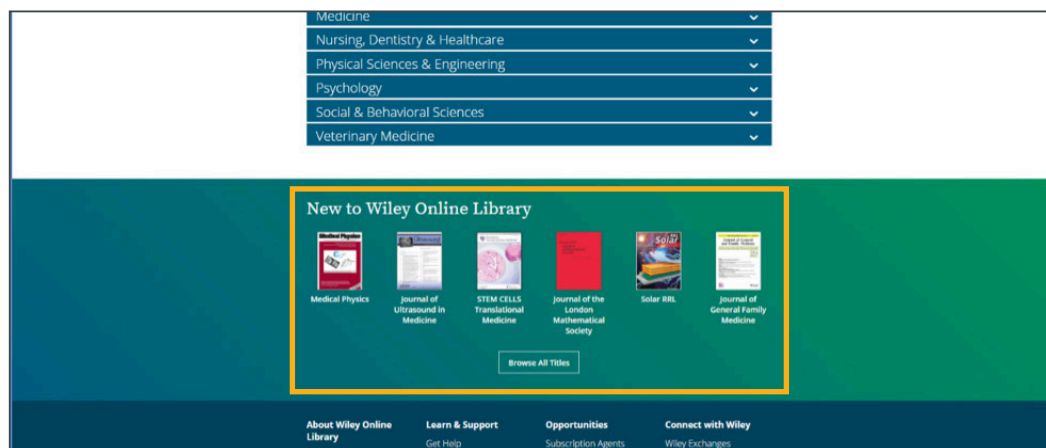 Medicine
Nursing, Dentistry & Healthcare
Physical Sciences & Engineering
Psychology
Social & Behavioral Sciences
Veterinary Medicine
New to Wiley Online Library
Medical Physics
Solar
Medical Physics
Journal of
Ultrasound in
Medicine
STEM CELLS
Translational
Medicine
Journal of the
London
Mathematical
Society
Solar RRL
Journal of
General Family
Medicine
Browse All Titles
About Wiley Online
Library
Learn & Support
Get Help
Opportunities
Subscription Agents
Connect with Wiley
Wiley Exchanges